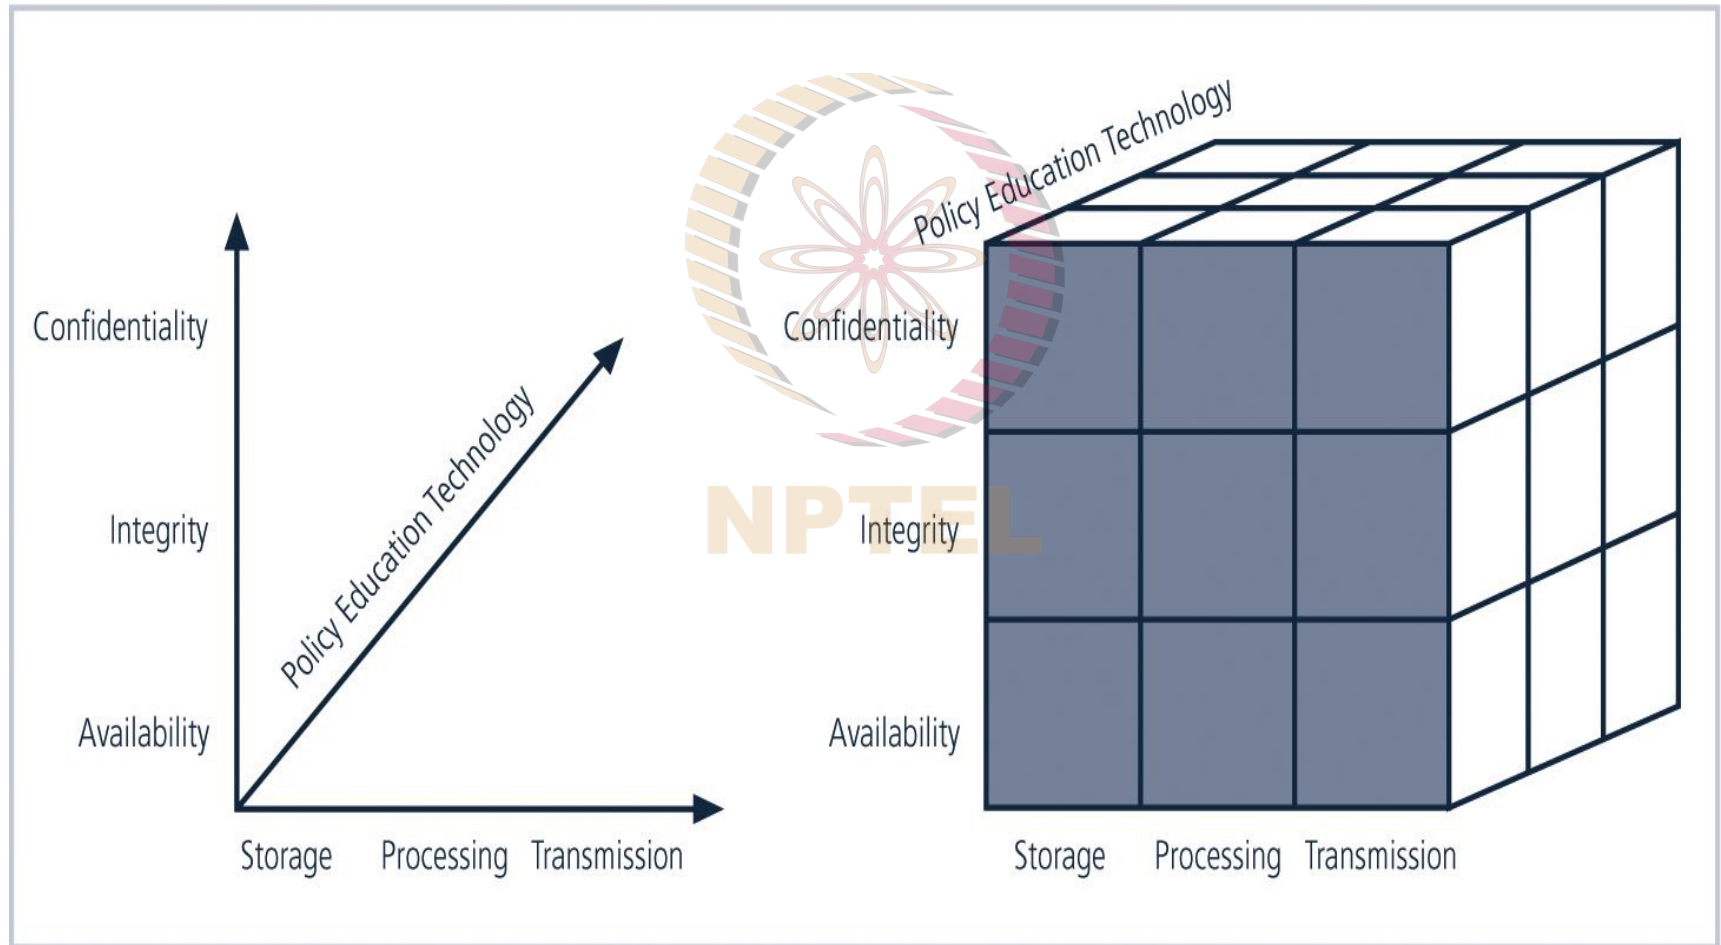 Policy Education Technology
Confidentiality
Integrity
Availability
Storage Processing Transmission
Policy Education Technology
Confidentiality
NPTEL
Integrity
Availability
Storage Processing Transmission